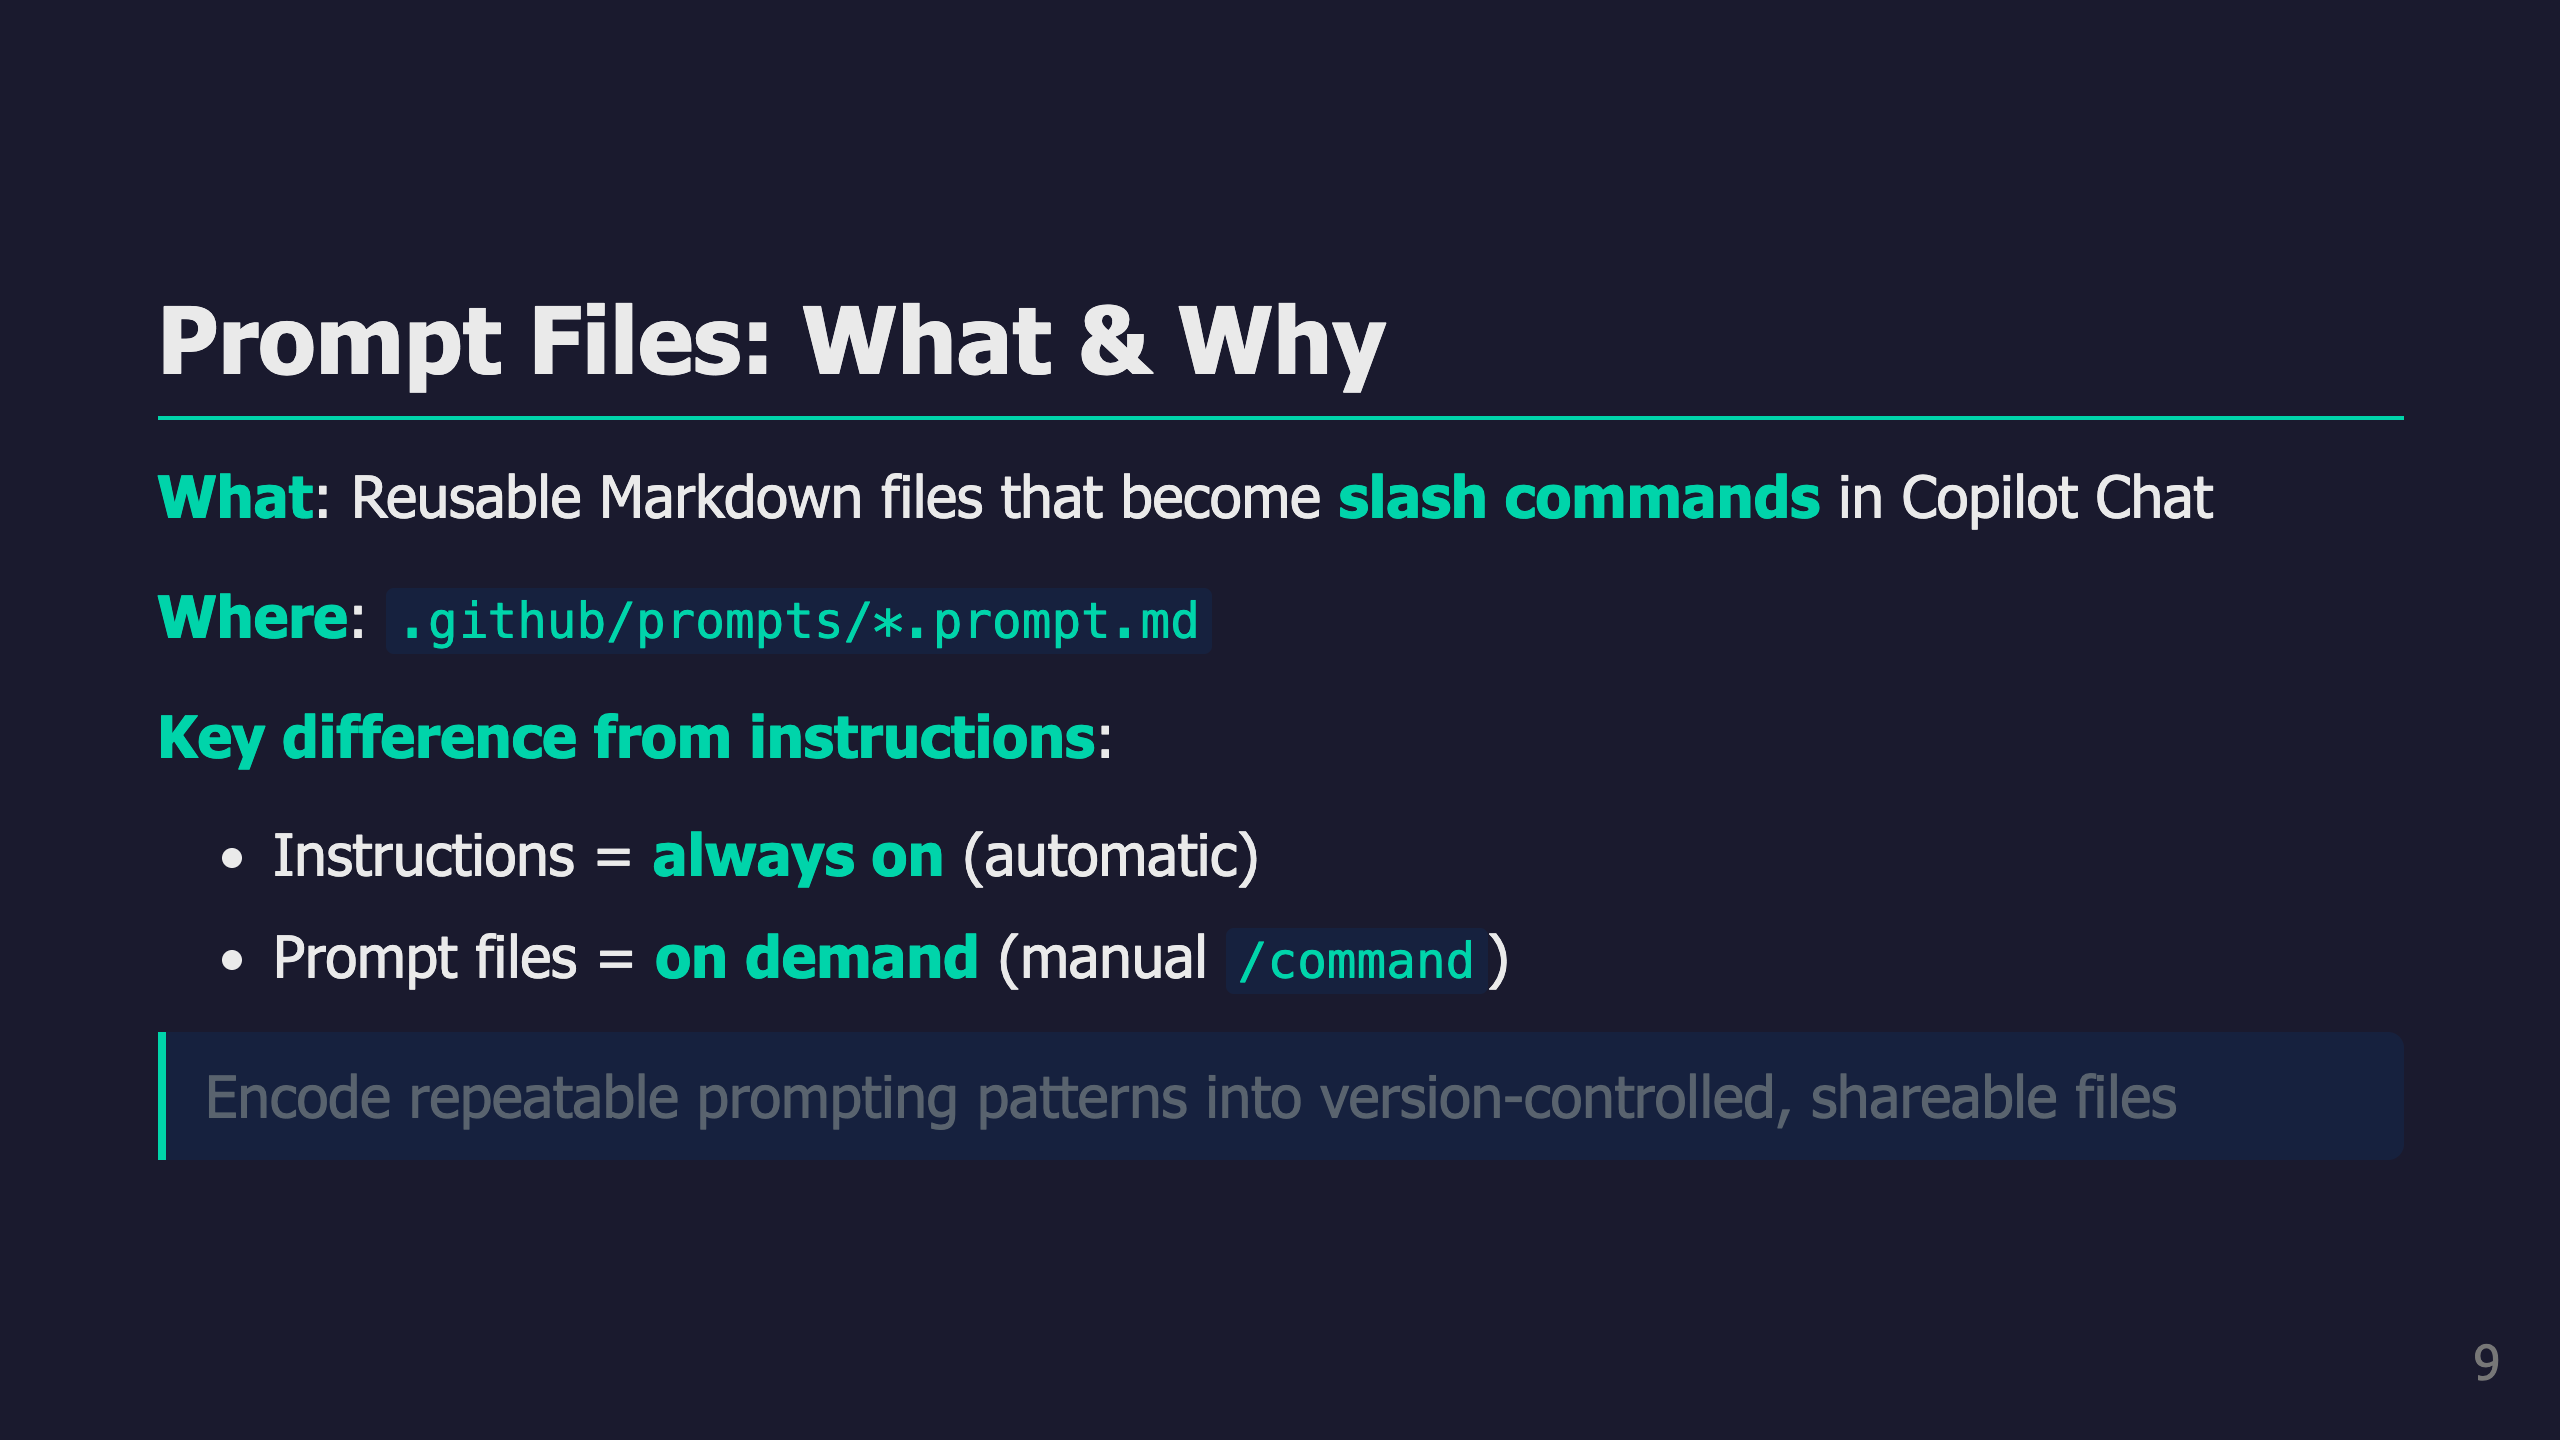 Prompt Files: What & Why
What: Reusable Markdown files that become slash commands in Copilot Chat
Where: .github/prompts/*.prompt.md
Key difference from instructions:
• Instructions = always on (automatic)
• Prompt files = on demand (manual /command)
Encode repeatable prompting patterns into version-controlled, shareable files
9